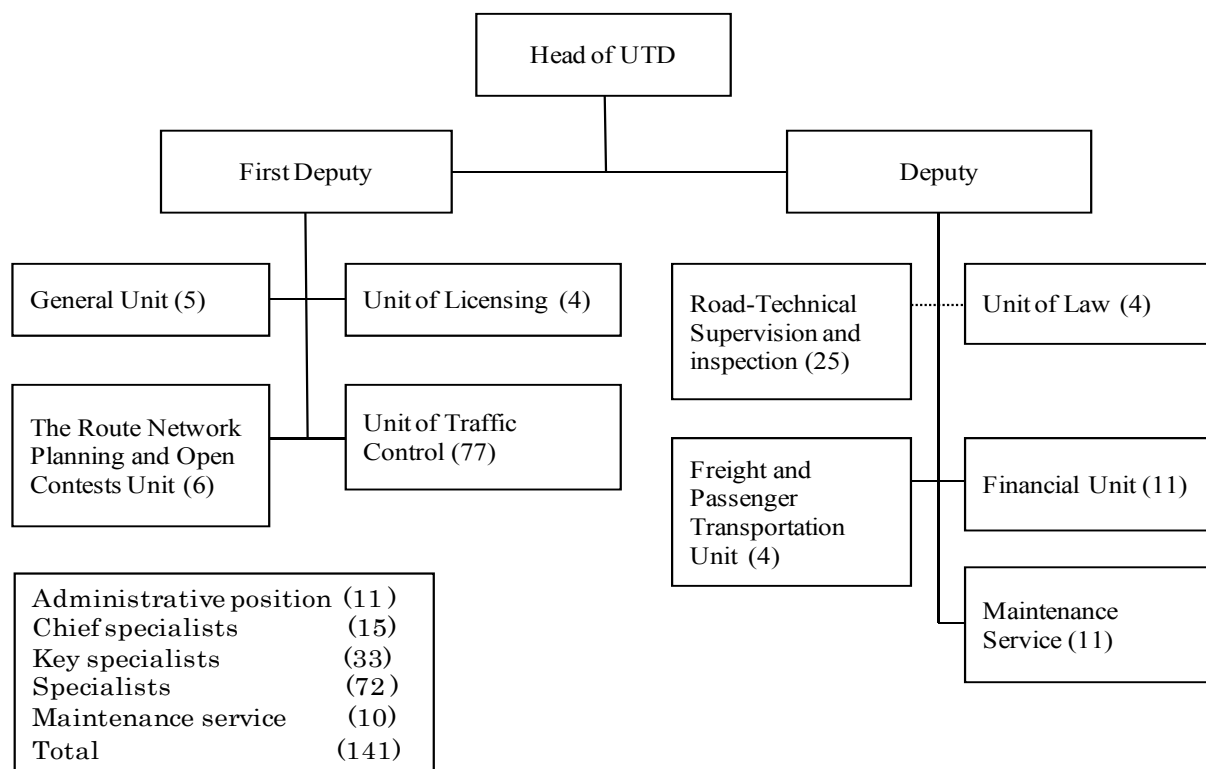 Head of UTD
First Deputy
Deputy
General Unit (5)
Unit of Licensing (4)
Road-Technical
Supervision and
inspection (25)
Unit of Law (4)
The Route Network
Planning and Open
Contests Unit (6)
Unit of Traffic
Control (77)
Freight and
Passenger
Transportation
Unit (4)
Financial Unit (11)
Maintenance
Service (11)
Administrative position (11)
Chief specialists (15)
Key specialists (33)
Specialists (72)
Maintenance service (10)
Total (141)